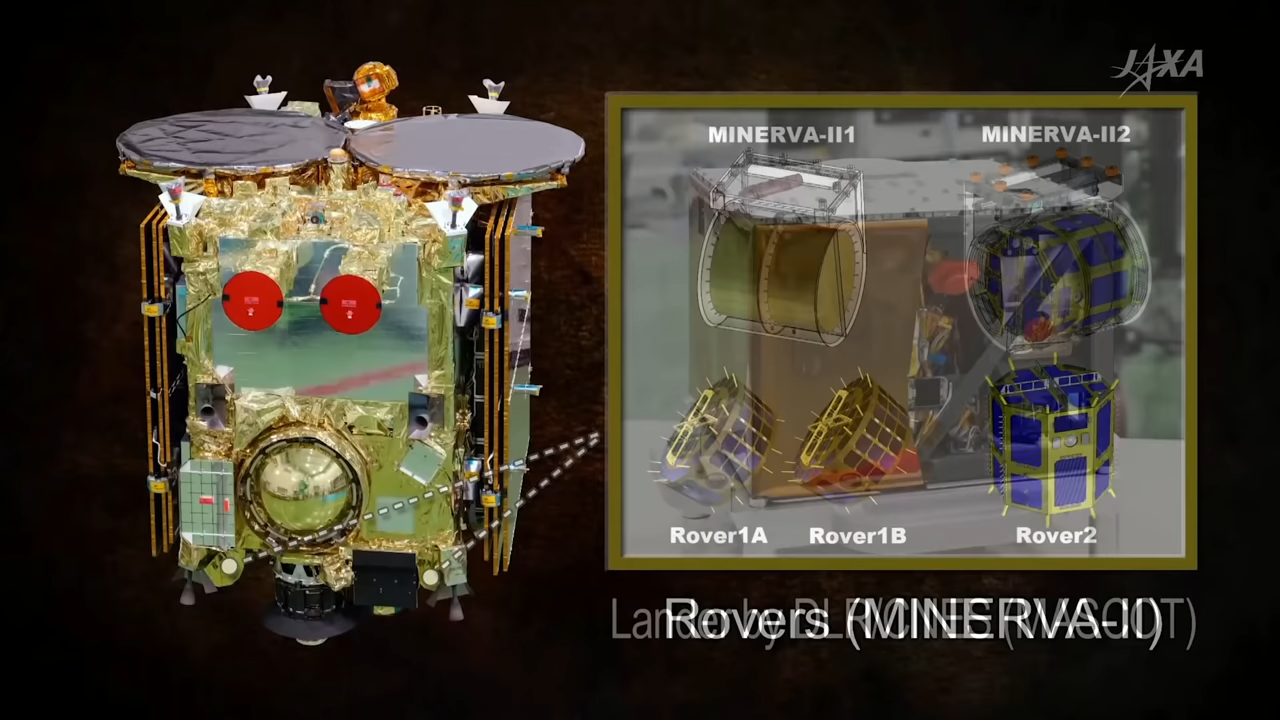 JAXA
MINERVA-II1
MINERVA-II2
Rover1A
Rover1B
Rover2
Rovers (MINERVA-II)